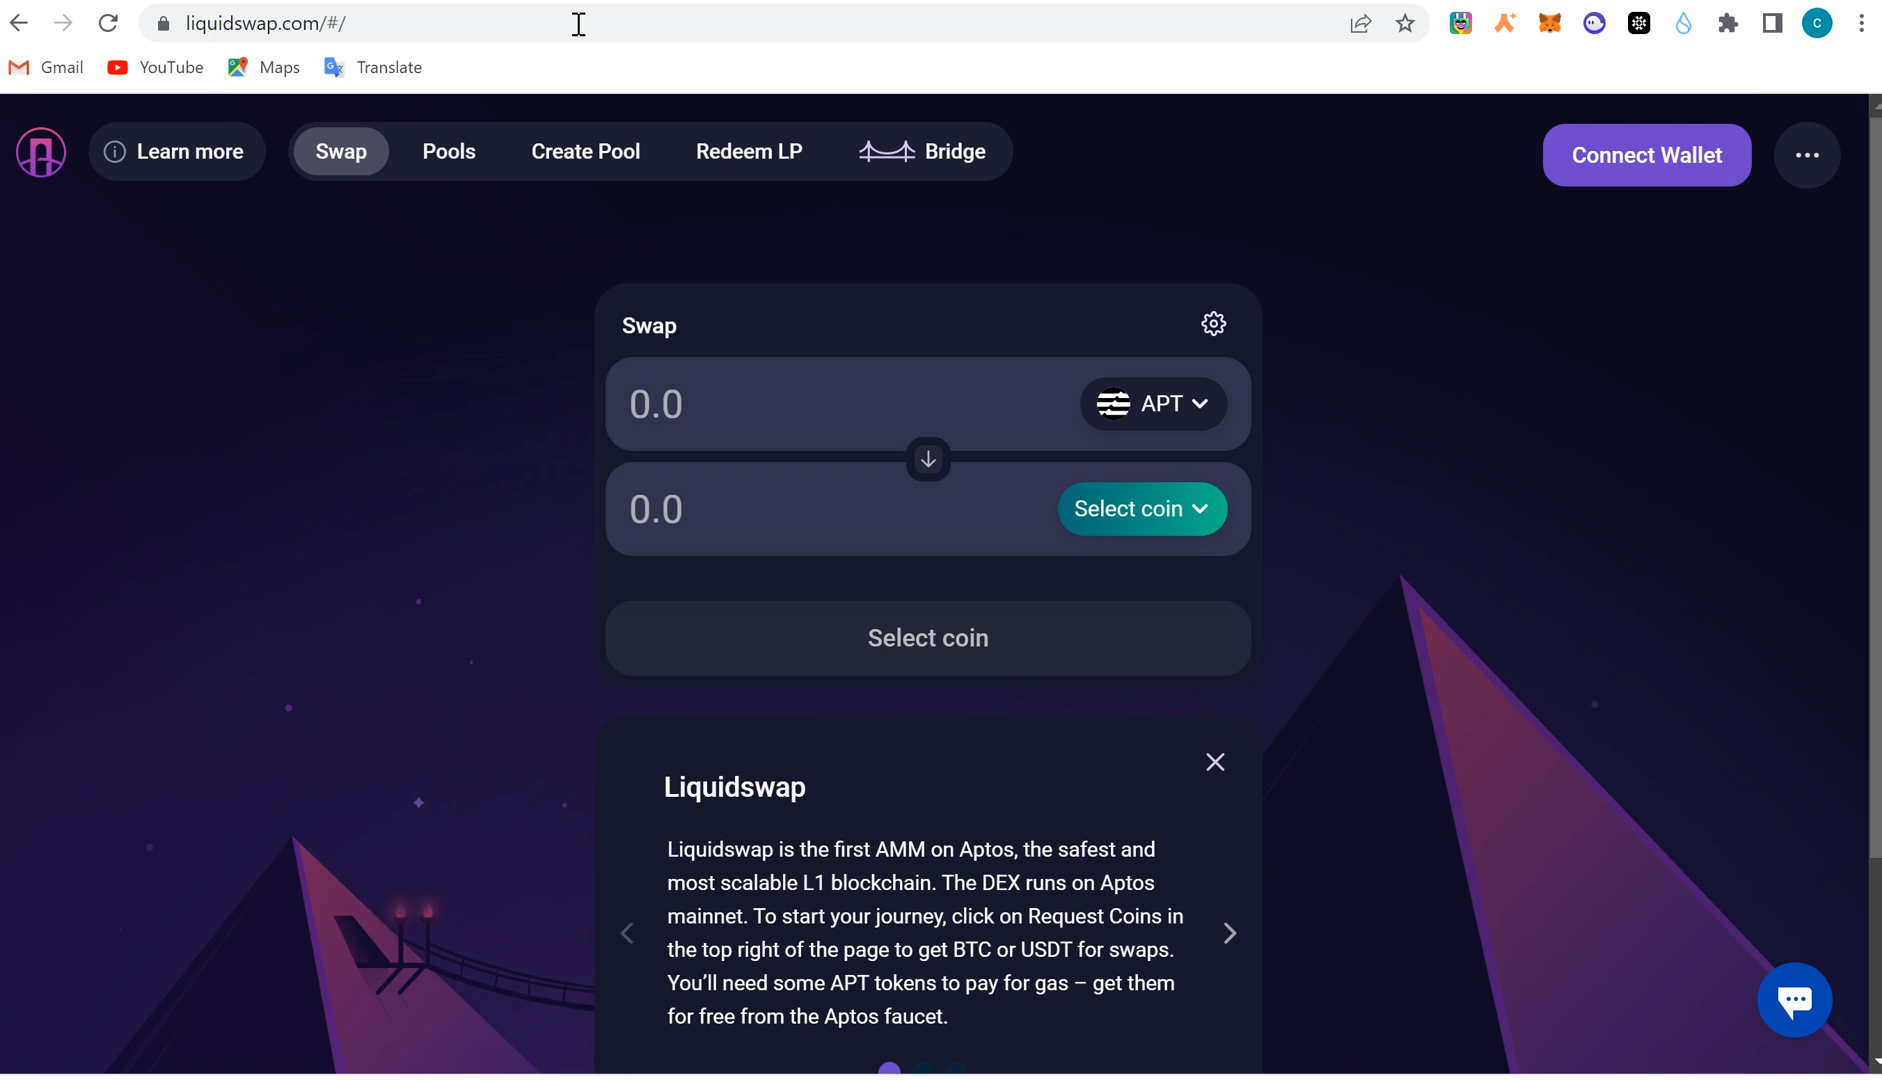 liquidswap.com/#/
C
Gmail YouTube Maps Translate
Learn more Swap Pools Create Pool Redeem LP Bridge Connect Wallet
Swap
0.0 APT
0.0 Select coin
Select coin
Liquidswap
Liquidswap is the first AMM on Aptos, the safest and
most scalable L1 blockchain. The DEX runs on Aptos
mainnet. To start your journey, click on Request Coins in
the top right of the page to get BTC or USDT for swaps.
You’ll need some APT tokens to pay for gas – get them
for free from the Aptos faucet.